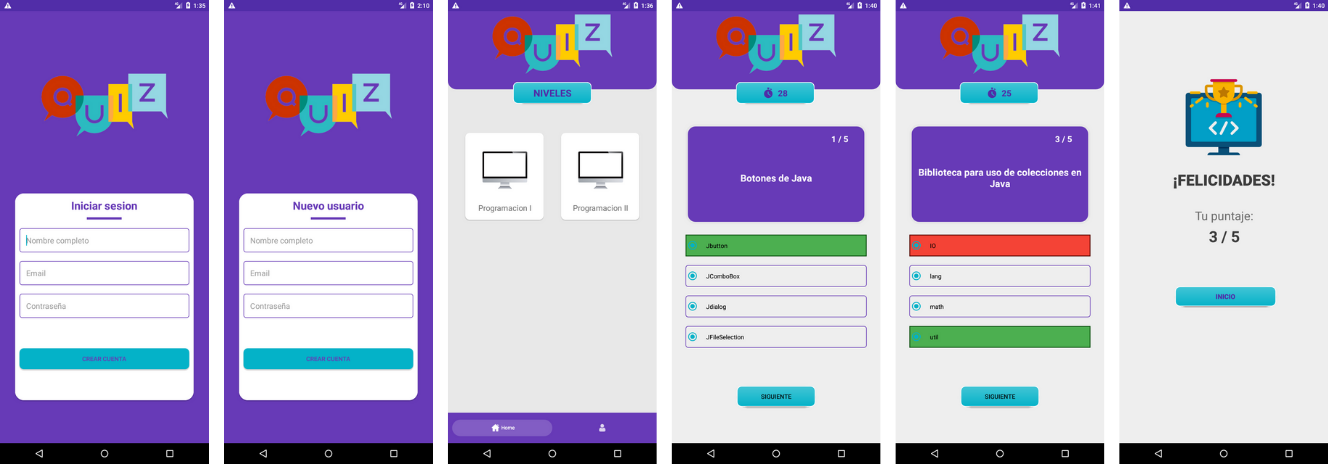 1:35
QUIZ
Iniciar sesion
Nombre completo
Email
Contraseña
CREAR CUENTA
2:10
QUIZ
Nuevo usuario
Nombre completo
Email
Contraseña
CREAR CUENTA
1:36
QUIZ
NIVELES
Programacion I
Programacion II
Home
1:40
QUIZ
28
1 / 5
Botones de Java
Jbutton
JComboBox
Jdialog
JFileSelection
SIGUIENTE
1:41
QUIZ
25
3 / 5
Biblioteca para uso de colecciones en
Java
IO
lang
math
util
SIGUIENTE
1:40
¡FELICIDADES!
Tu puntaje:
3 / 5
INICIO